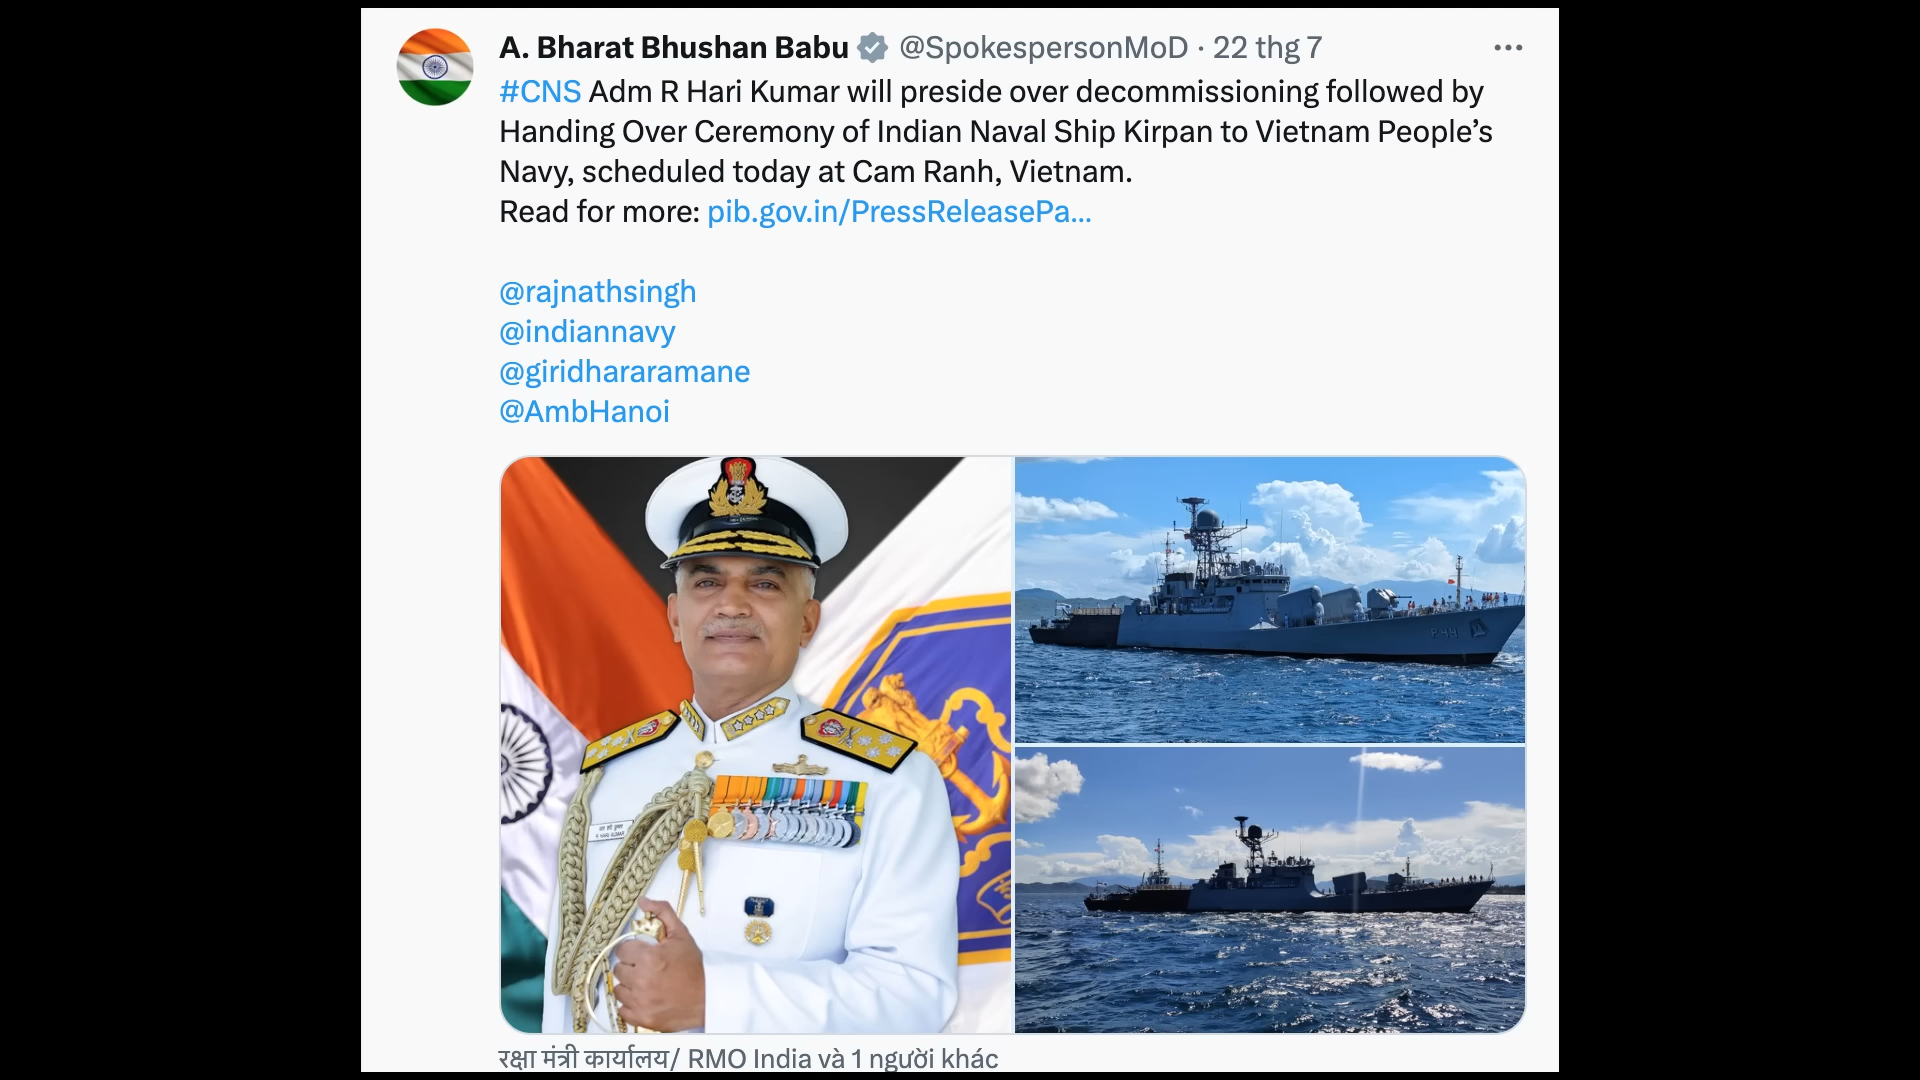 A. Bharat Bhushan Babu @SpokespersonMoD · 22 thg 7
#CNS Adm R Hari Kumar will preside over decommissioning followed by
Handing Over Ceremony of Indian Naval Ship Kirpan to Vietnam People’s
Navy, scheduled today at Cam Ranh, Vietnam.
Read for more: pib.gov.in/PressReleasePa...
@rajnathsingh
@indiannavy
@giridhararamane
@AmbHanoi
P44
रक्षा मंत्री कार्यालय/ RMO India và 1 người khác